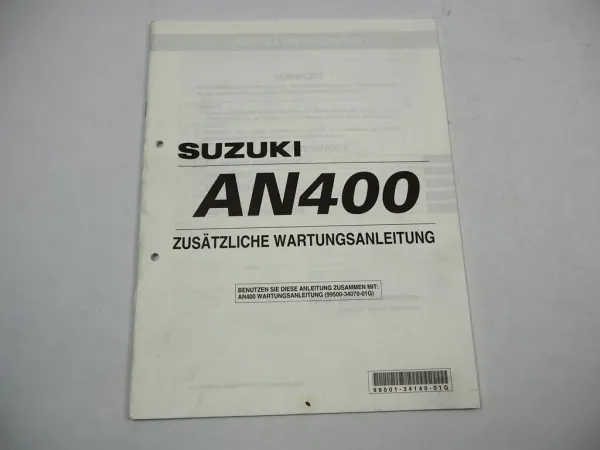 SUZUKI
AN400
ZUSÄTZLICHE WARTUNGSANLEITUNG
BENUTZEN SIE DIESE ANLEITUNG ZUSAMMEN MIT:
AN400 WARTUNGSANLEITUNG (99500-34070-01G)
99501-34140-01G